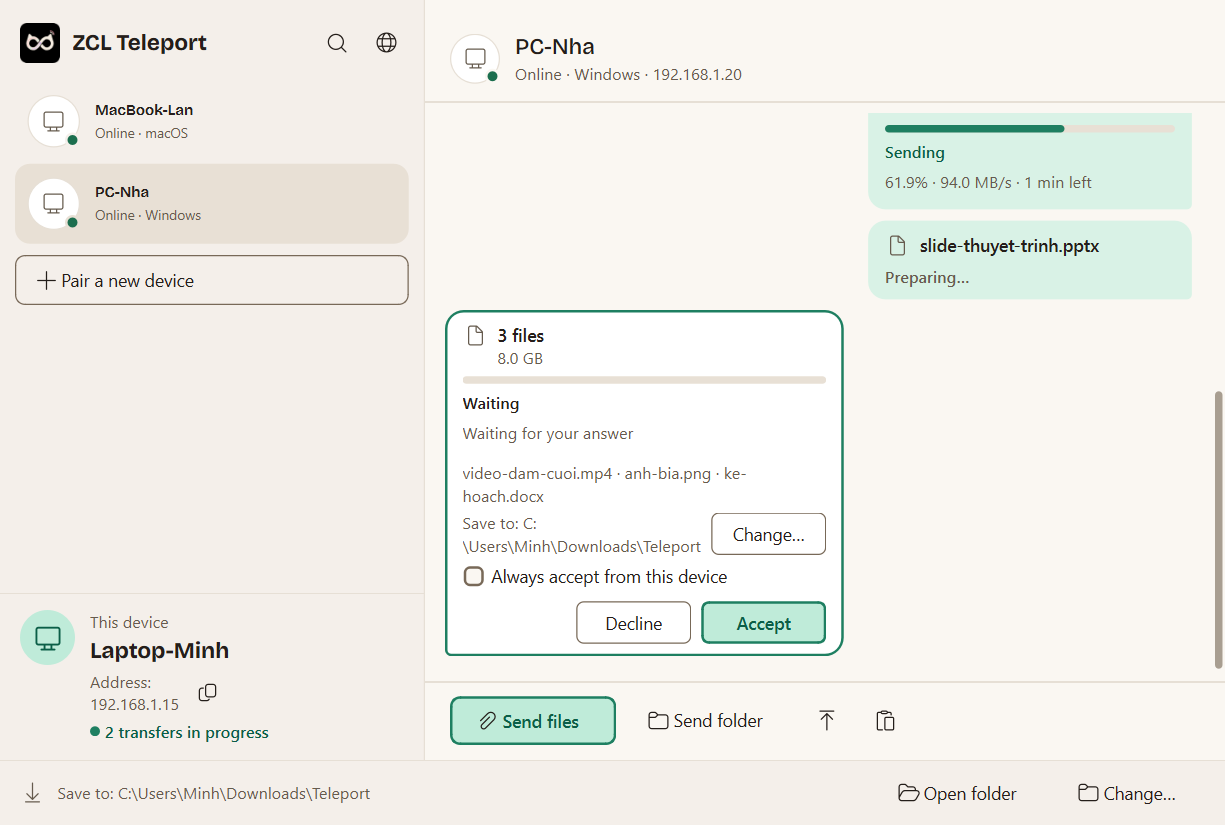 ZCL Teleport
MacBook-Lan
Online · macOS
PC-Nha
Online · Windows
Pair a new device
This device
Laptop-Minh
Address:
192.168.1.15
2 transfers in progress
PC-Nha
Online · Windows · 192.168.1.20
Sending
61.9% · 94.0 MB/s · 1 min left
slide-thuyet-trinh.pptx
Preparing...
3 files
8.0 GB
Waiting
Waiting for your answer
video-dam-cuoi.mp4 · anh-bia.png · ke-
hoach.docx
Save to: C:
\Users\Minh\Downloads\Teleport
Change...
Always accept from this device
Decline
Accept
Send files
Send folder
Save to: C:\Users\Minh\Downloads\Teleport
Open folder
Change...